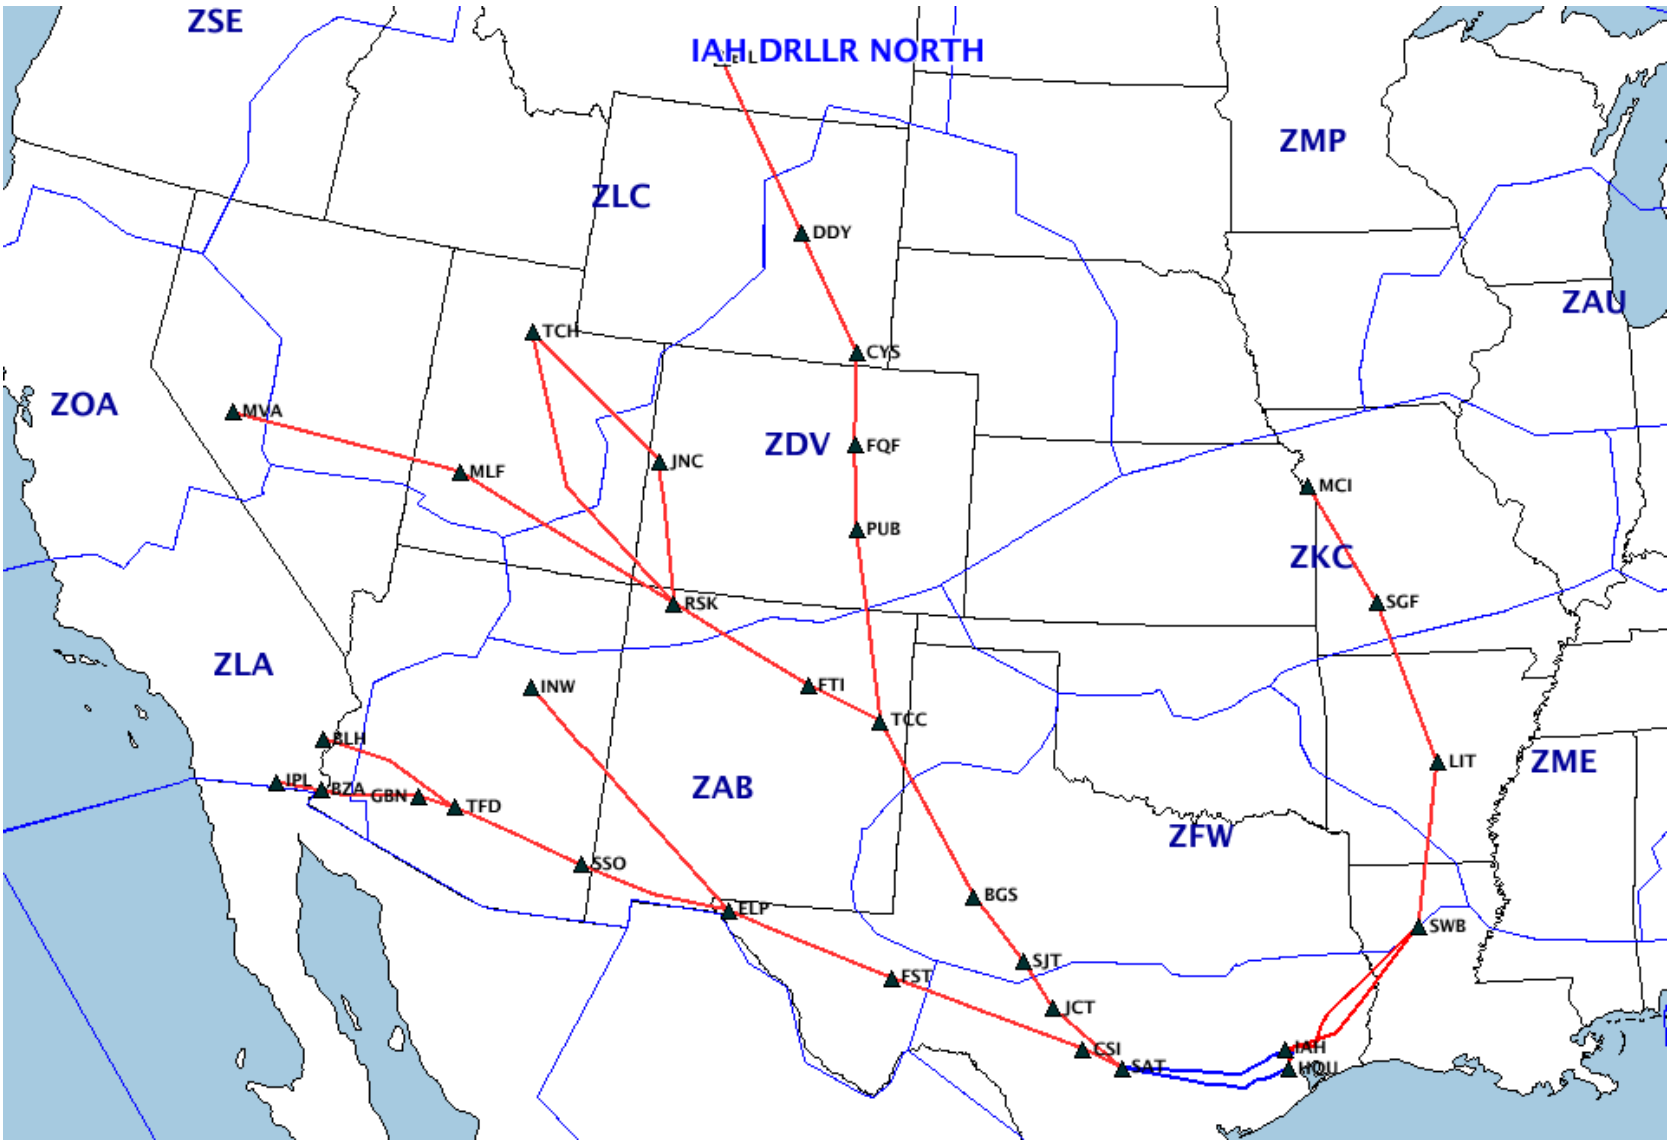 ZSE
IAH DRLLR NORTH
ZMP
ZLC
DDY
ZAU
TCH
CYS
ZOA
MVA
ZDV
FQF
JNC
MLF
MCI
PUB
ZKC
RSK
SGF
ZLA
INW
FTI
TCC
BLH
LIT
ZME
IPL
BZA
GBN
ZAB
TFD
ZFW
SSO
BGS
ELP
SWB
SJT
FST
JCT
CSI
IAH
SAT
HOU